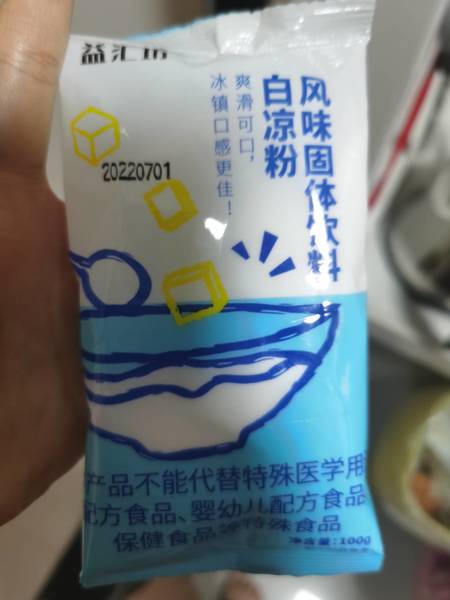 益汇坊
风味固体饮料
白凉粉
爽滑可口，
冰镇口感更佳！
20220701
产品不能代替特殊医学用
配方食品、婴幼儿配方食品
保健食品等特殊食品
净含量:100g